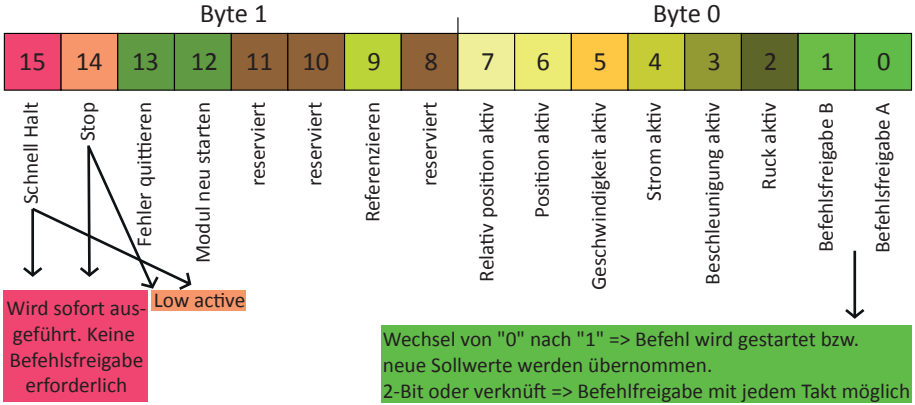 Byte 1
Byte 0
15
14
13
12
11
10
9
8
7
6
5
4
3
2
1
0
Schnell Halt
Stop
Fehler quittieren
Modul neu starten
reserviert
reserviert
Referenzieren
reserviert
Relativ position aktiv
Position aktiv
Geschwindigkeit aktiv
Strom aktiv
Beschleunigung aktiv
Ruck aktiv
Befehlsfreigabe B
Befehlsfreigabe A
Wird sofort aus-
geführt. Keine
Befehlsfreigabe
erforderlich
Low active
Wechsel von "0" nach "1" => Befehl wird gestartet bzw.
neue Sollwerte werden übernommen.
2-Bit oder verknüft => Befehlfreigabe mit jedem Takt möglich